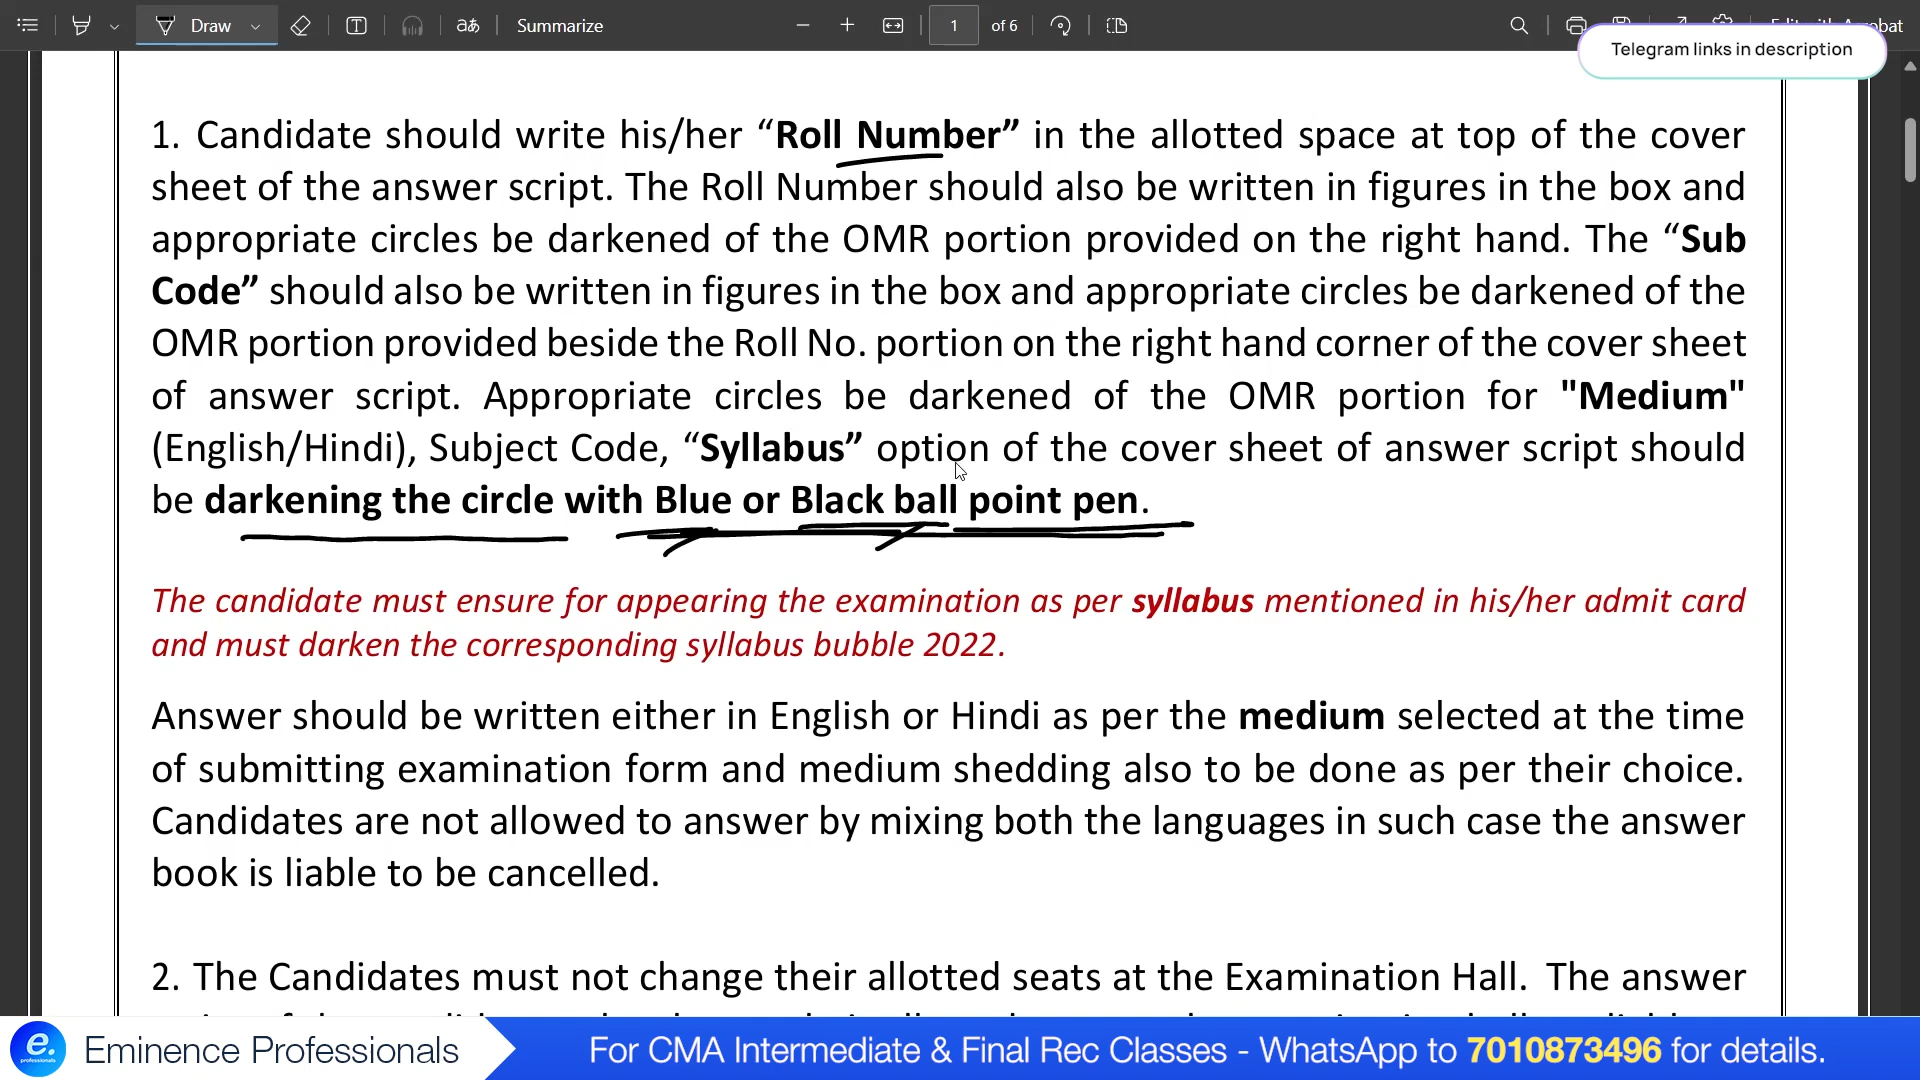 Draw
T
aあ
Summarize
1
of 6
Telegram links in description
1. Candidate should write his/her “Roll Number” in the allotted space at top of the cover
sheet of the answer script. The Roll Number should also be written in figures in the box and
appropriate circles be darkened of the OMR portion provided on the right hand. The “Sub
Code” should also be written in figures in the box and appropriate circles be darkened of the
OMR portion provided beside the Roll No. portion on the right hand corner of the cover sheet
of answer script. Appropriate circles be darkened of the OMR portion for "Medium"
(English/Hindi), Subject Code, “Syllabus” option of the cover sheet of answer script should
be darkening the circle with Blue or Black ball point pen.
The candidate must ensure for appearing the examination as per syllabus mentioned in his/her admit card
and must darken the corresponding syllabus bubble 2022.
Answer should be written either in English or Hindi as per the medium selected at the time
of submitting examination form and medium shedding also to be done as per their choice.
Candidates are not allowed to answer by mixing both the languages in such case the answer
book is liable to be cancelled.
2. The Candidates must not change their allotted seats at the Examination Hall. The answer
e.
professionals
Eminence Professionals
For CMA Intermediate & Final Rec Classes - WhatsApp to 7010873496 for details.